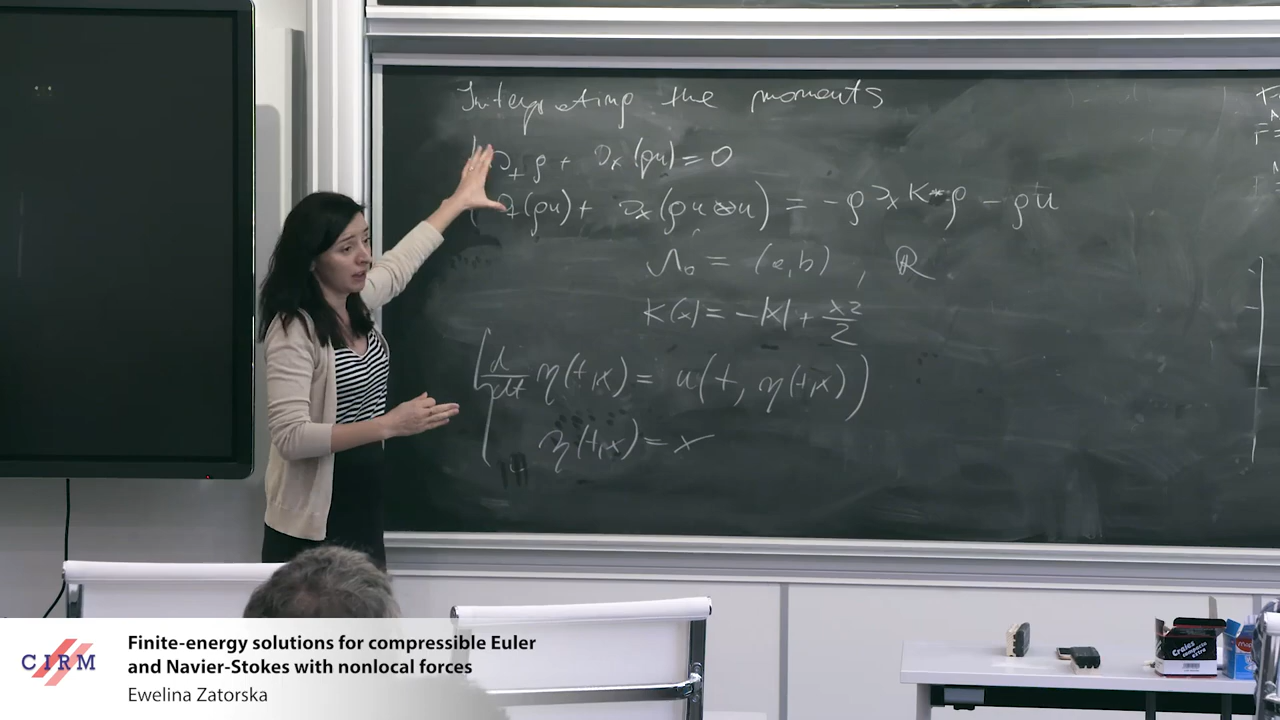 Integrating the moments
∂ₜρ + ∂ₓ(ρu) = 0
∂ₜ(ρu) + ∂ₓ(ρu⊗u) = -ρ ∂ₓK*ρ - ρu
Ω₀ = (a,b), ℝ
K(x) = -|x| + x²/2
d/dt η(t,x) = u(t, η(t,x))
η(t,x) = x
CIRM
Finite-energy solutions for compressible Euler
and Navier-Stokes with nonlocal forces
Ewelina Zatorska